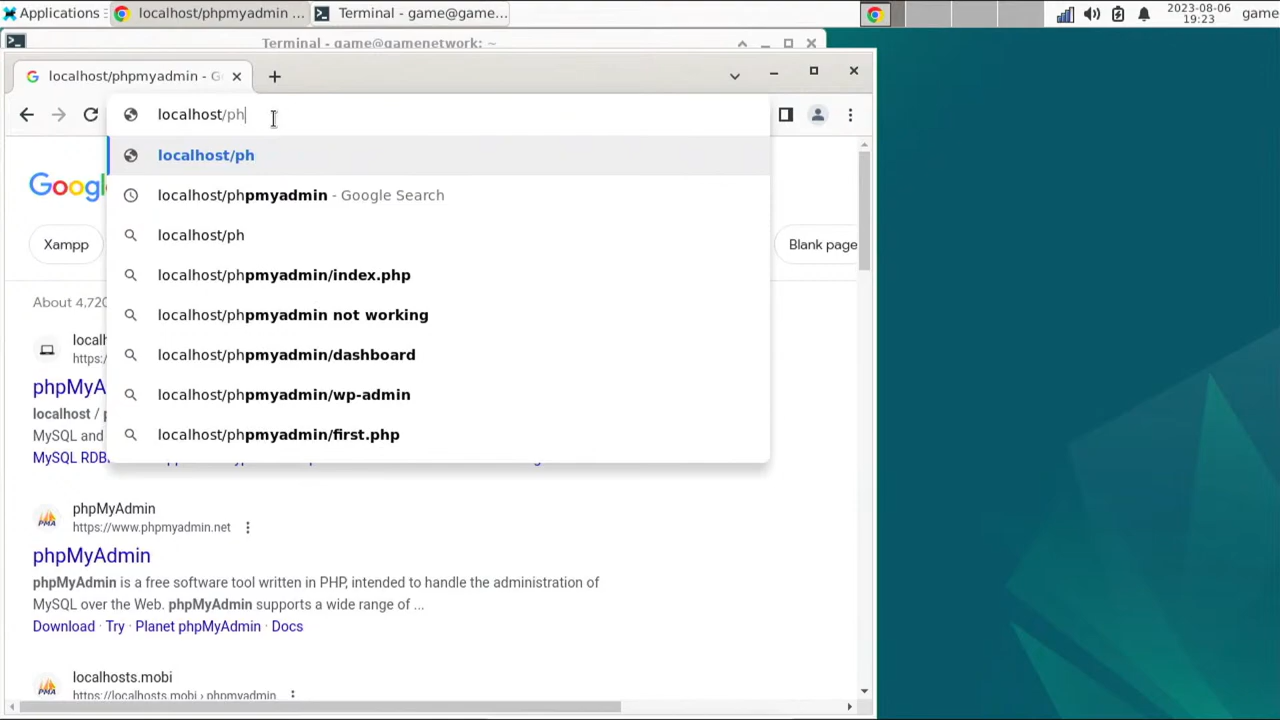 Applications
localhost/phpmyadmin ...
Terminal - game@game...
2023-08-06
19:23
game
Terminal - game@gamenetwork: ~
localhost/phpmyadmin - G
localhost/ph
localhost/ph
localhost/phpmyadmin - Google Search
localhost/ph
localhost/phpmyadmin/index.php
localhost/phpmyadmin not working
localhost/phpmyadmin/dashboard
localhost/phpmyadmin/wp-admin
localhost/phpmyadmin/first.php
Goog
Xampp
Blank page
About 4,720
localh
https:/
phpMyA
localhost / p
MySQL and
MySQL RDB
phpMyAdmin
https://www.phpmyadmin.net
phpMyAdmin
phpMyAdmin is a free software tool written in PHP, intended to handle the administration of
MySQL over the Web. phpMyAdmin supports a wide range of ...
Download · Try · Planet phpMyAdmin · Docs
localhosts.mobi
https://localhosts.mobi › phpmyadmin